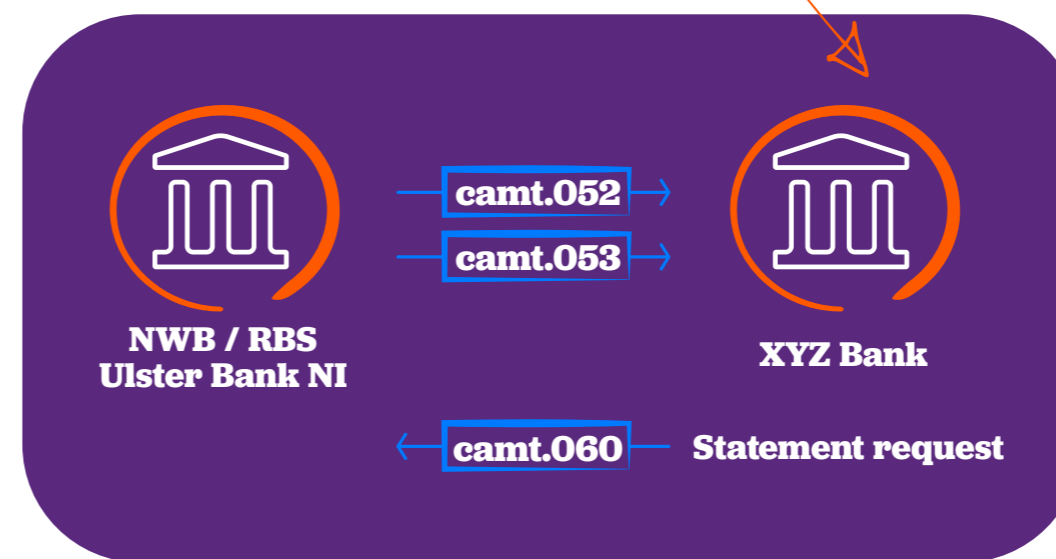 camt.052
camt.053
NWB / RBS
Ulster Bank NI
XYZ Bank
camt.060
Statement request